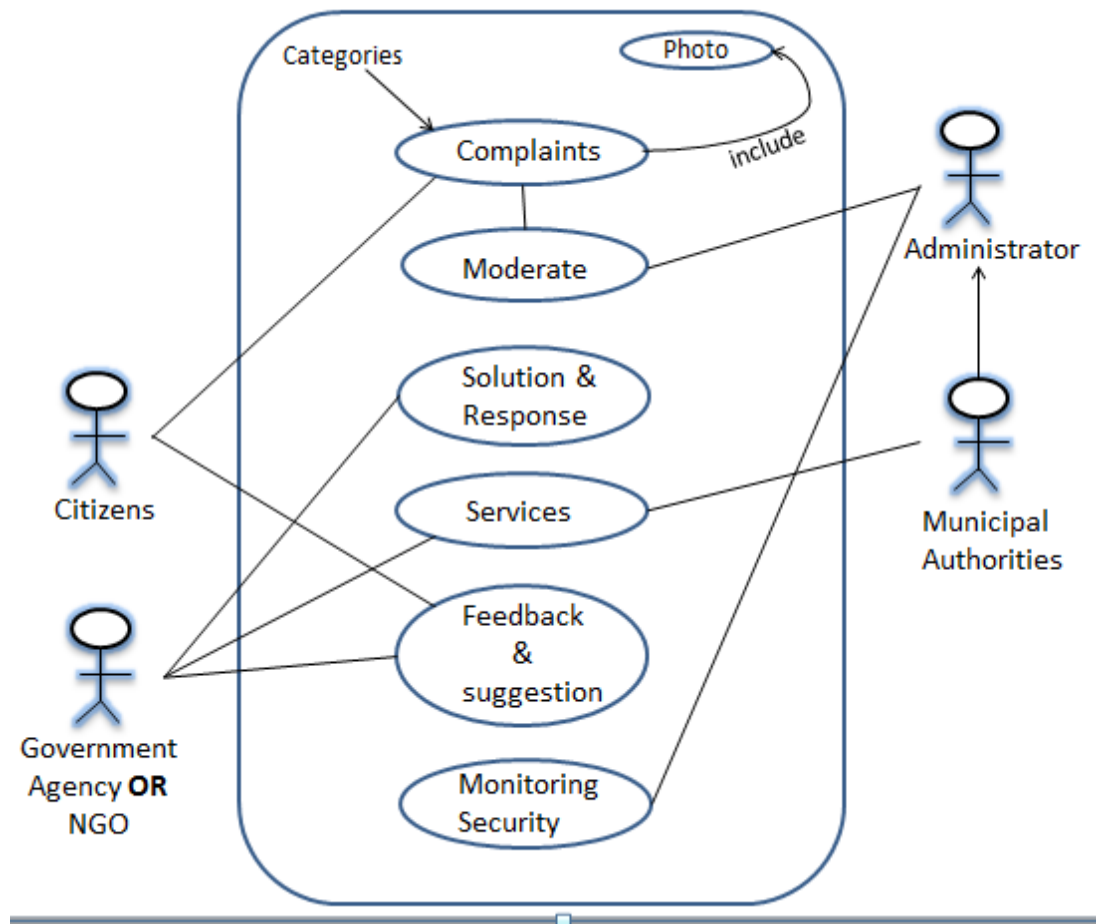 Categories
Photo
Complaints
include
Moderate
Administrator
Solution &
Response
Citizens
Services
Municipal
Authorities
Feedback
&
suggestion
Government
Agency OR
NGO
Monitoring
Security